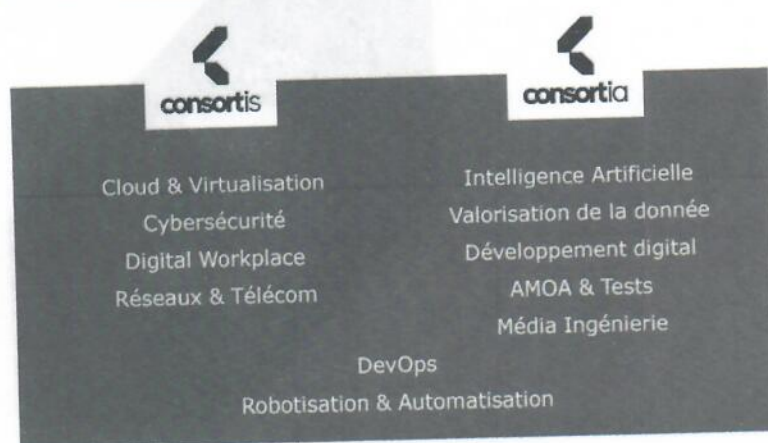 consortis
Cloud & Virtualisation
Cybersécurité
Digital Workplace
Réseaux & Télécom
consortia
Intelligence Artificielle
Valorisation de la donnée
Développement digital
AMOA & Tests
Média Ingénierie
DevOps
Robotisation & Automatisation